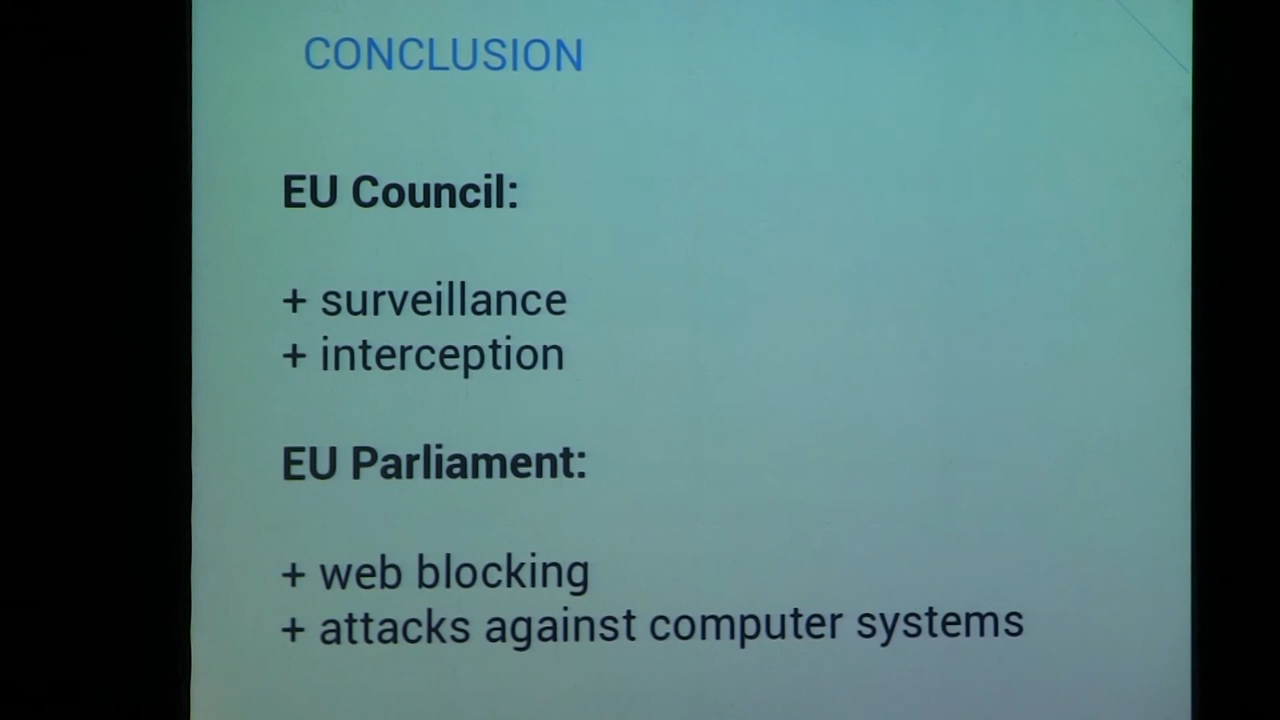 CONCLUSION
EU Council:
+ surveillance
+ interception
EU Parliament:
+ web blocking
+ attacks against computer systems